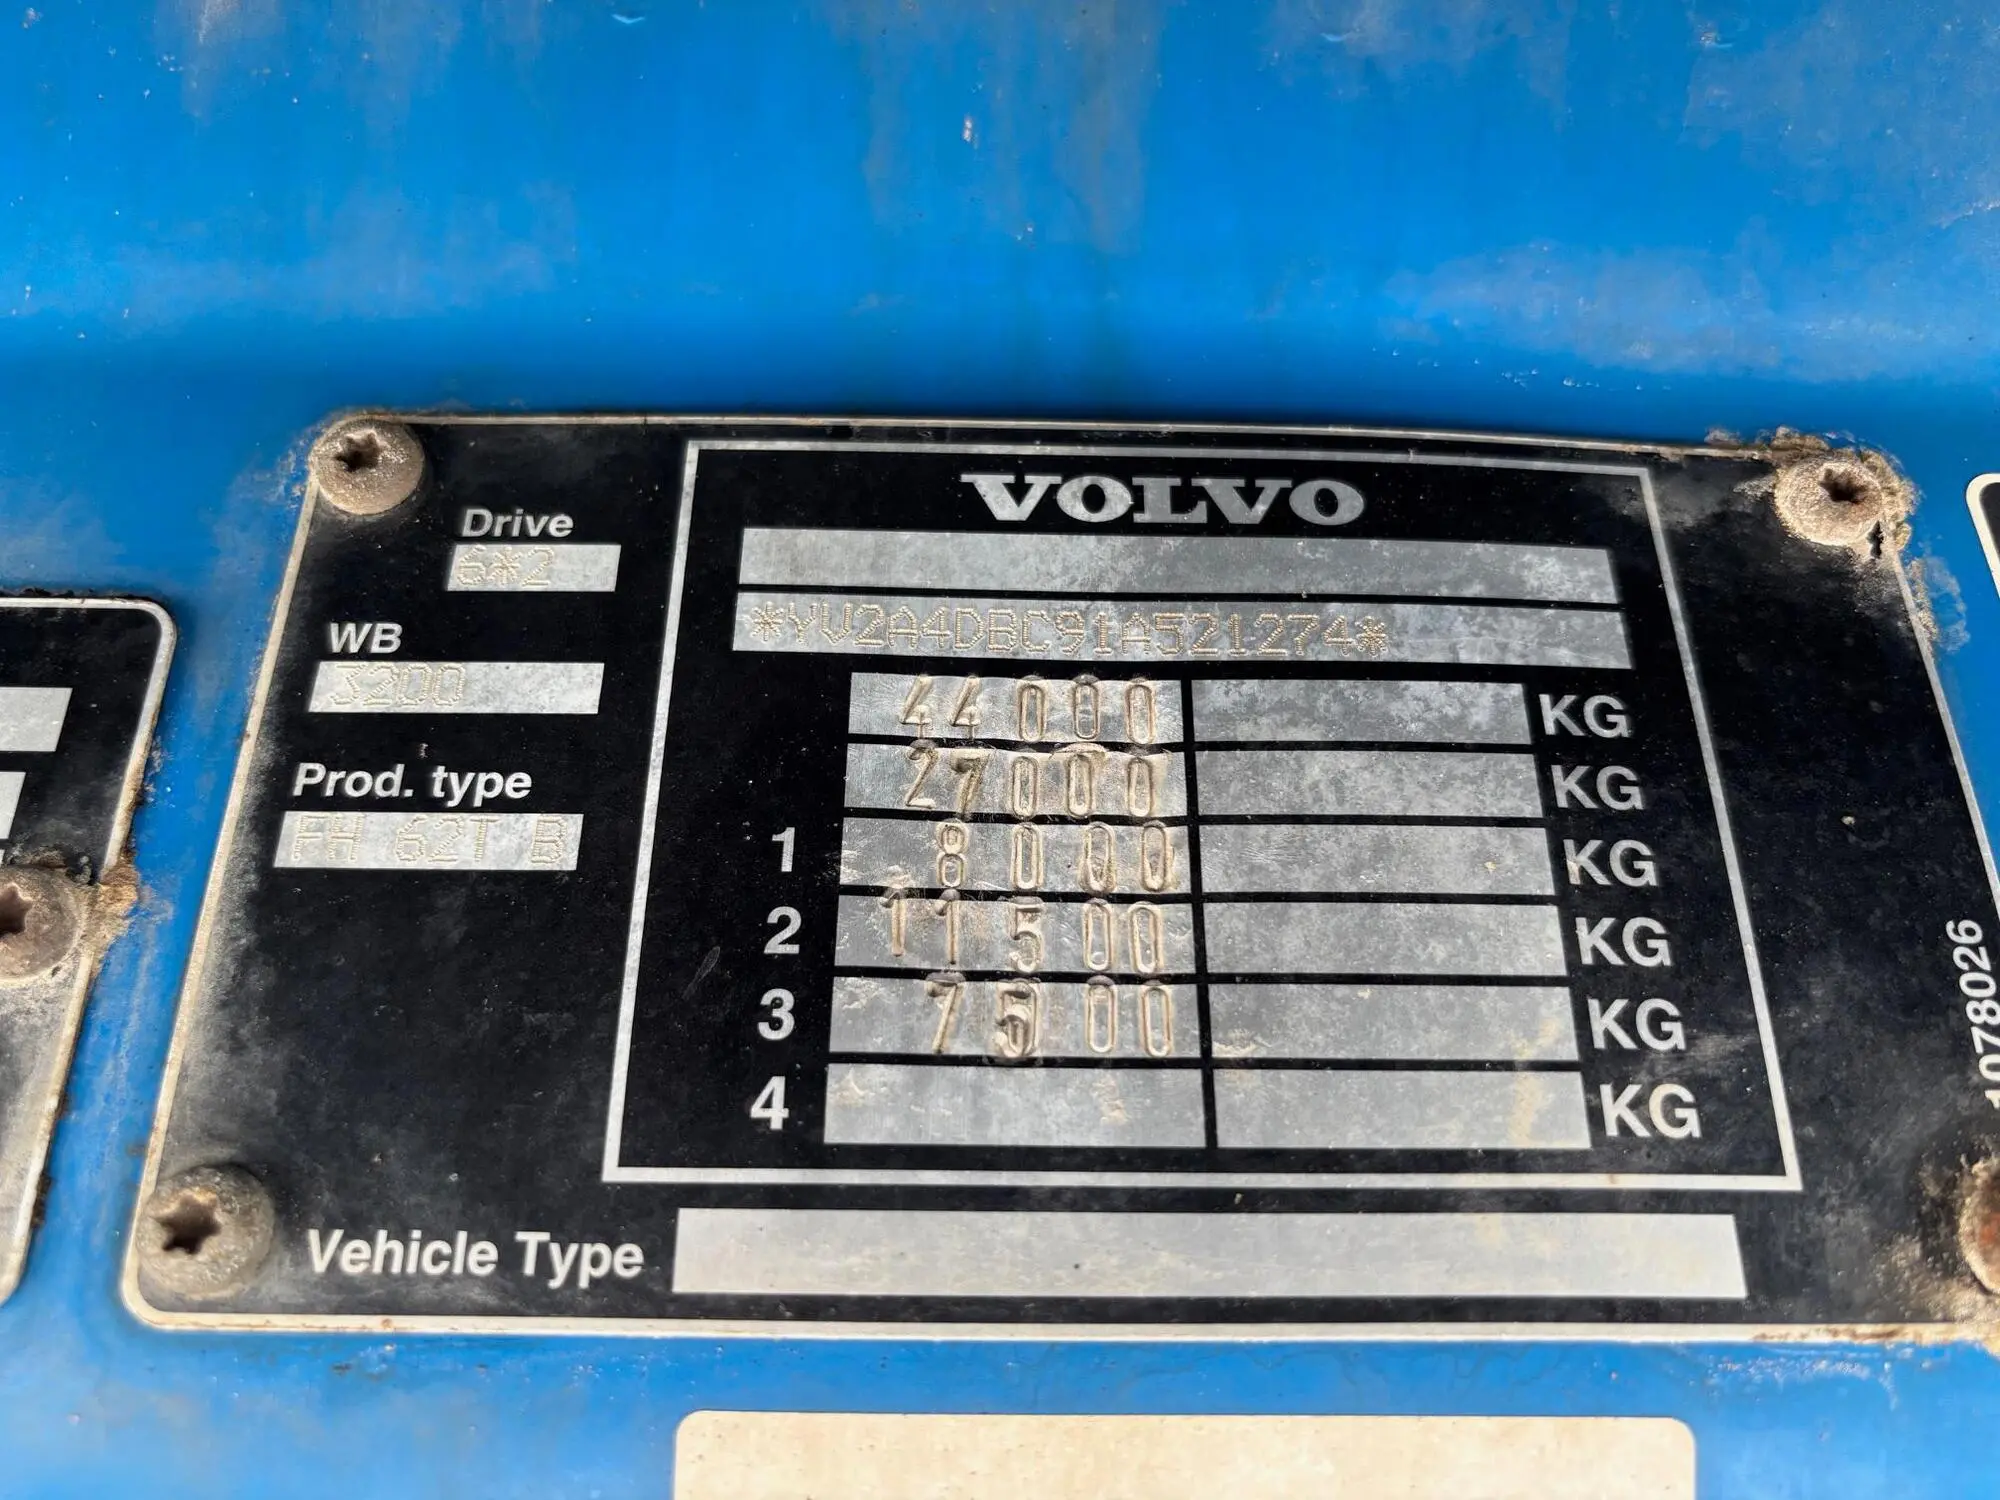 VOLVO
Drive
6*2
*YV2A4DBC91A521274*
WB
3200
44000 KG
27000 KG
Prod. type
FH 62T B
1 8000 KG
2 11500 KG
3 7500 KG
4 KG
Vehicle Type
1078026